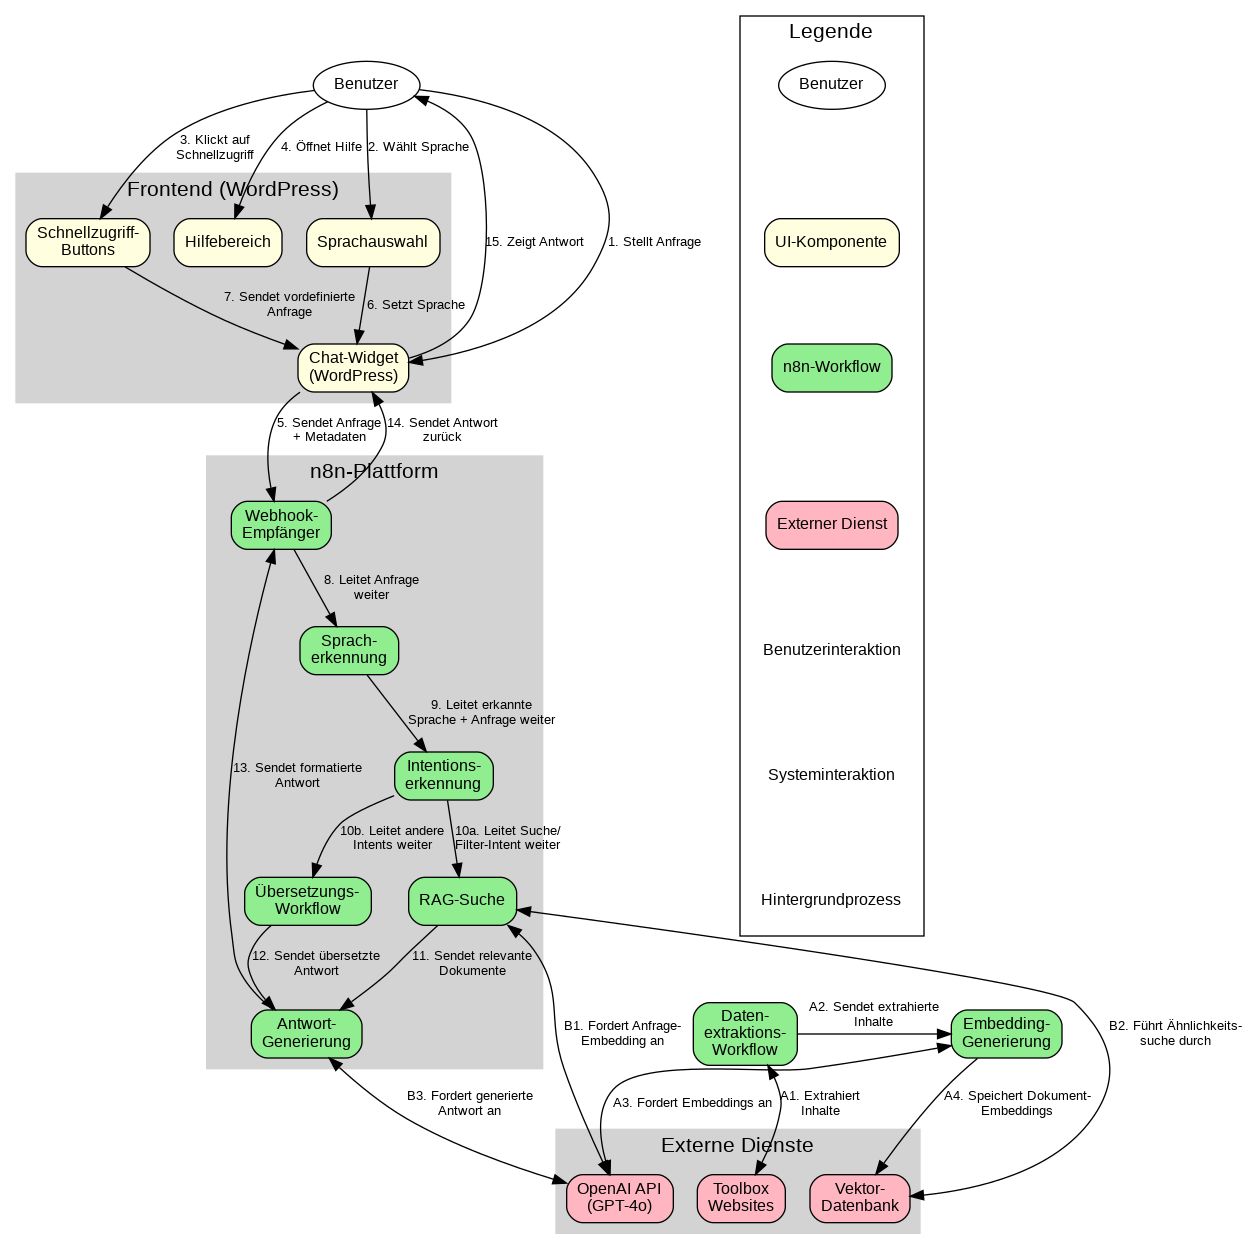 Legende
Benutzer
Benutzer
3. Klickt auf
Schnellzugriff
4. Öffnet Hilfe
2. Wählt Sprache
Frontend (WordPress)
Schnellzugriff-
Buttons
Hilfebereich
Sprachauswahl
15. Zeigt Antwort
1. Stellt Anfrage
UI-Komponente
7. Sendet vordefinierte
Anfrage
6. Setzt Sprache
Chat-Widget
(WordPress)
n8n-Workflow
5. Sendet Anfrage
+ Metadaten
14. Sendet Antwort
zurück
n8n-Plattform
Webhook-
Empfänger
Externer Dienst
8. Leitet Anfrage
weiter
Sprach-
erkennung
Benutzerinteraktion
9. Leitet erkannte
Sprache + Anfrage weiter
13. Sendet formatierte
Antwort
Intentions-
erkennung
Systeminteraktion
10b. Leitet andere
Intents weiter
10a. Leitet Suche/
Filter-Intent weiter
Übersetzungs-
Workflow
RAG-Suche
Hintergrundprozess
12. Sendet übersetzte
Antwort
11. Sendet relevante
Dokumente
Antwort-
Generierung
B1. Fordert Anfrage-
Embedding an
Daten-
extraktions-
Workflow
A2. Sendet extrahierte
Inhalte
Embedding-
Generierung
B2. Führt Ähnlichkeits-
suche durch
B3. Fordert generierte
Antwort an
A3. Fordert Embeddings an
A1. Extrahiert
Inhalte
A4. Speichert Dokument-
Embeddings
Externe Dienste
OpenAI API
(GPT-4o)
Toolbox
Websites
Vektor-
Datenbank